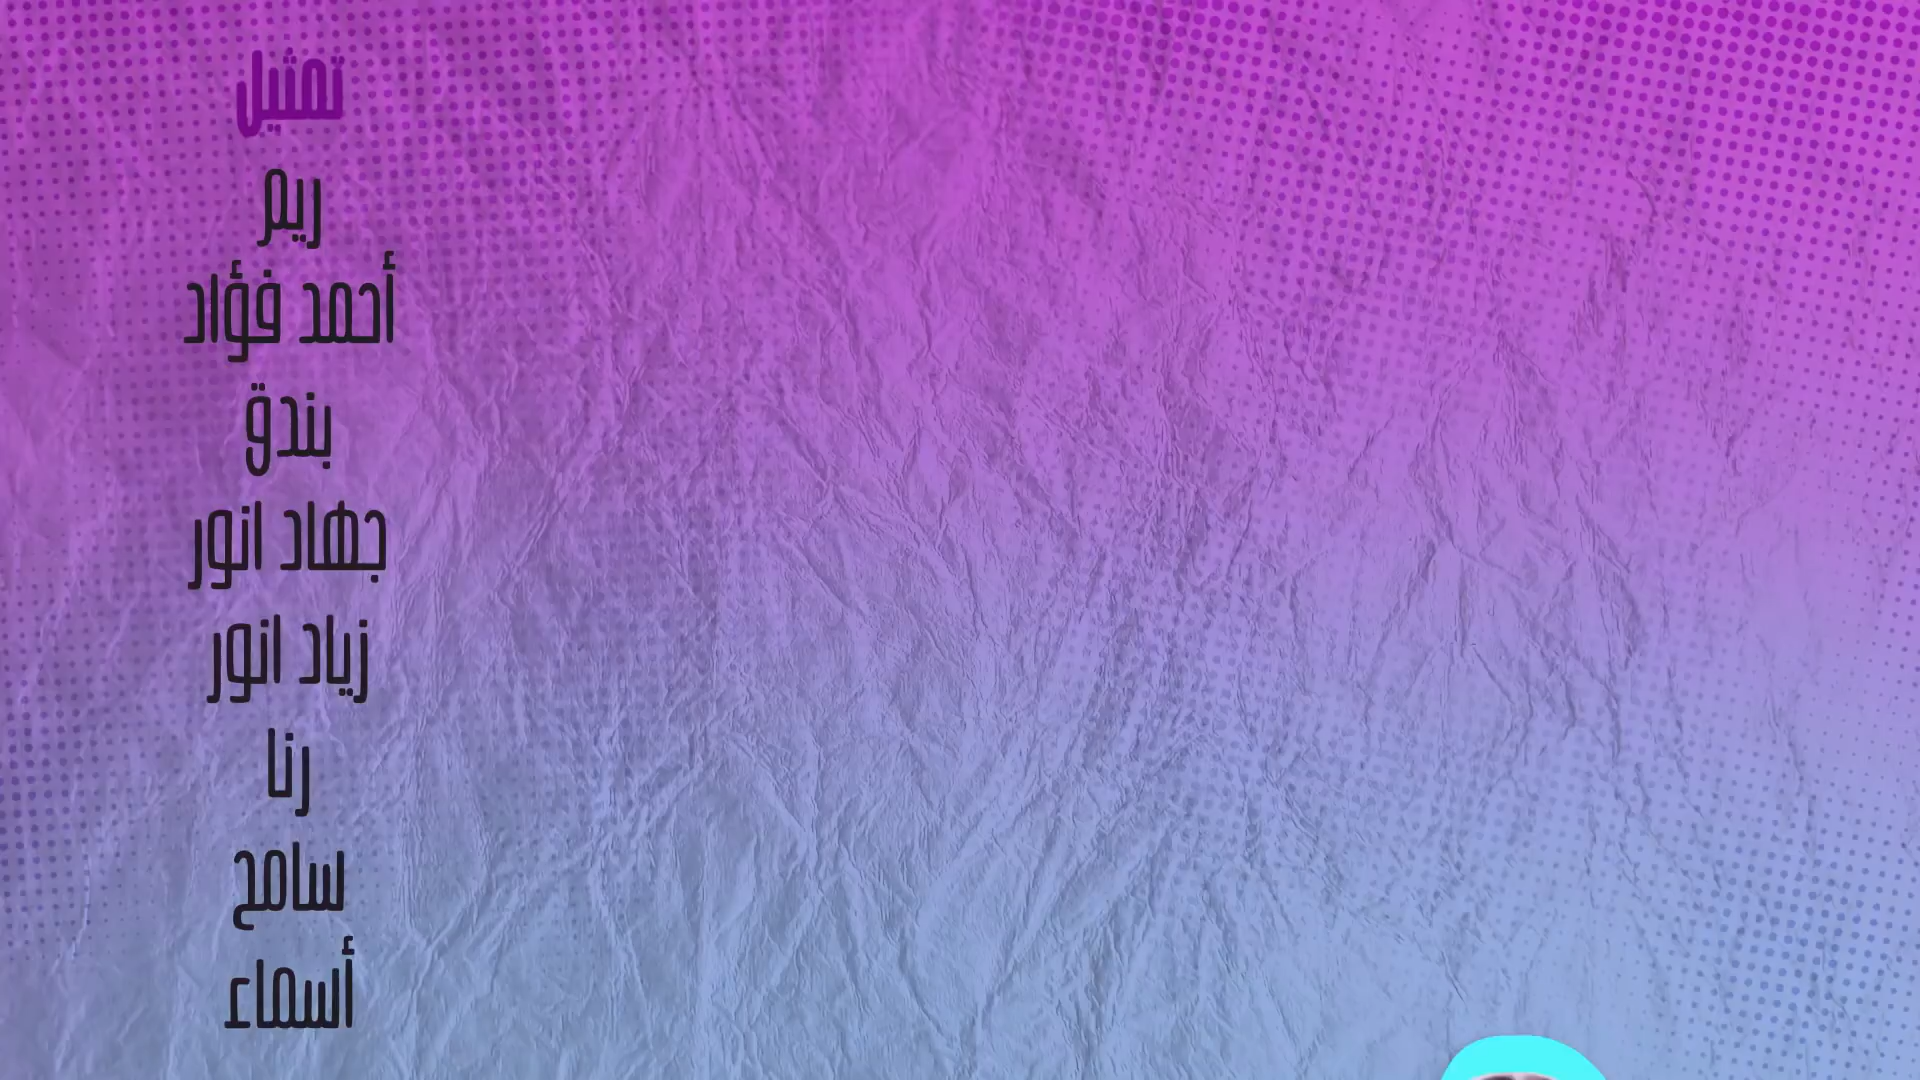 تمثيل
ريم
أحمد فؤاد
بندق
جهاد انور
زياد انور
رنا
سامح
أسماء